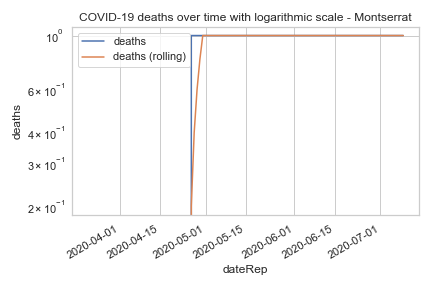 COVID-19 deaths over time with logarithmic scale - Montserrat
10⁰
6 × 10⁻¹
4 × 10⁻¹
3 × 10⁻¹
2 × 10⁻¹
deaths
deaths
deaths (rolling)
2020-04-01
2020-04-15
2020-05-01
2020-05-15
2020-06-01
2020-06-15
2020-07-01
dateRep